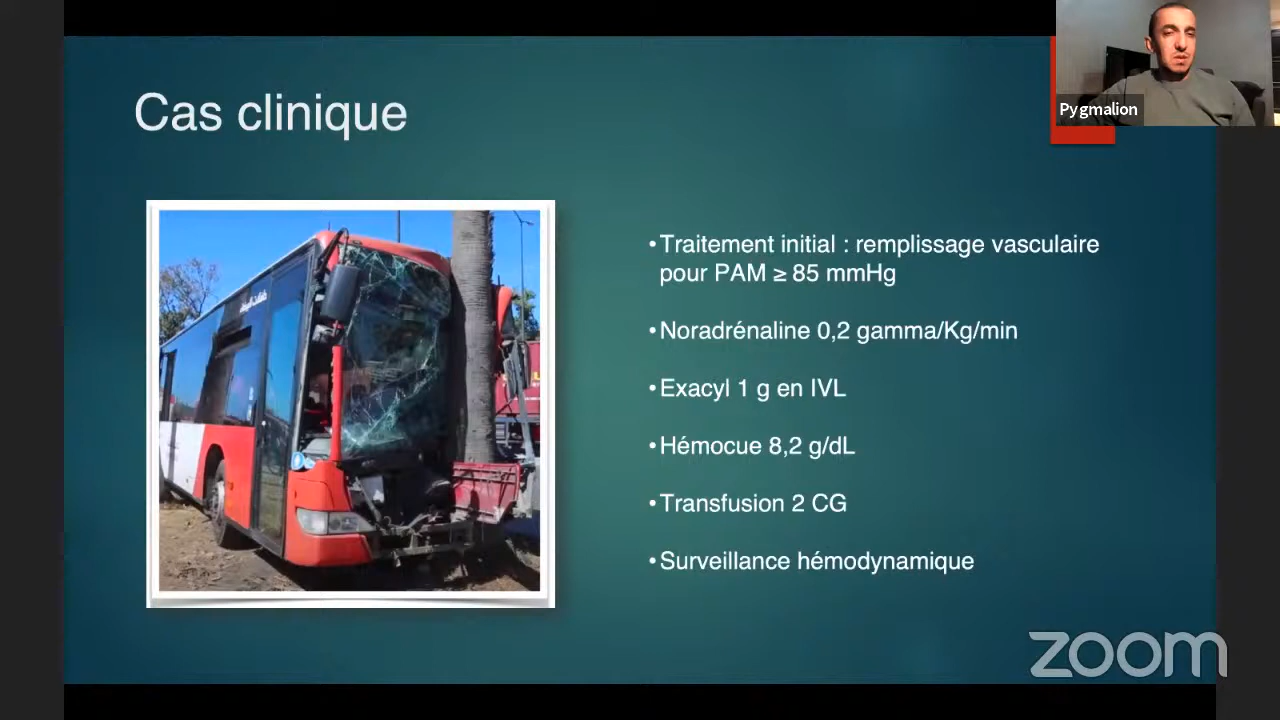 Cas clinique
Pygmalion
•Traitement initial : remplissage vasculaire
pour PAM ≥ 85 mmHg
•Noradrénaline 0,2 gamma/Kg/min
•Exacyl 1 g en IVL
•Hémocue 8,2 g/dL
•Transfusion 2 CG
•Surveillance hémodynamique
zoom